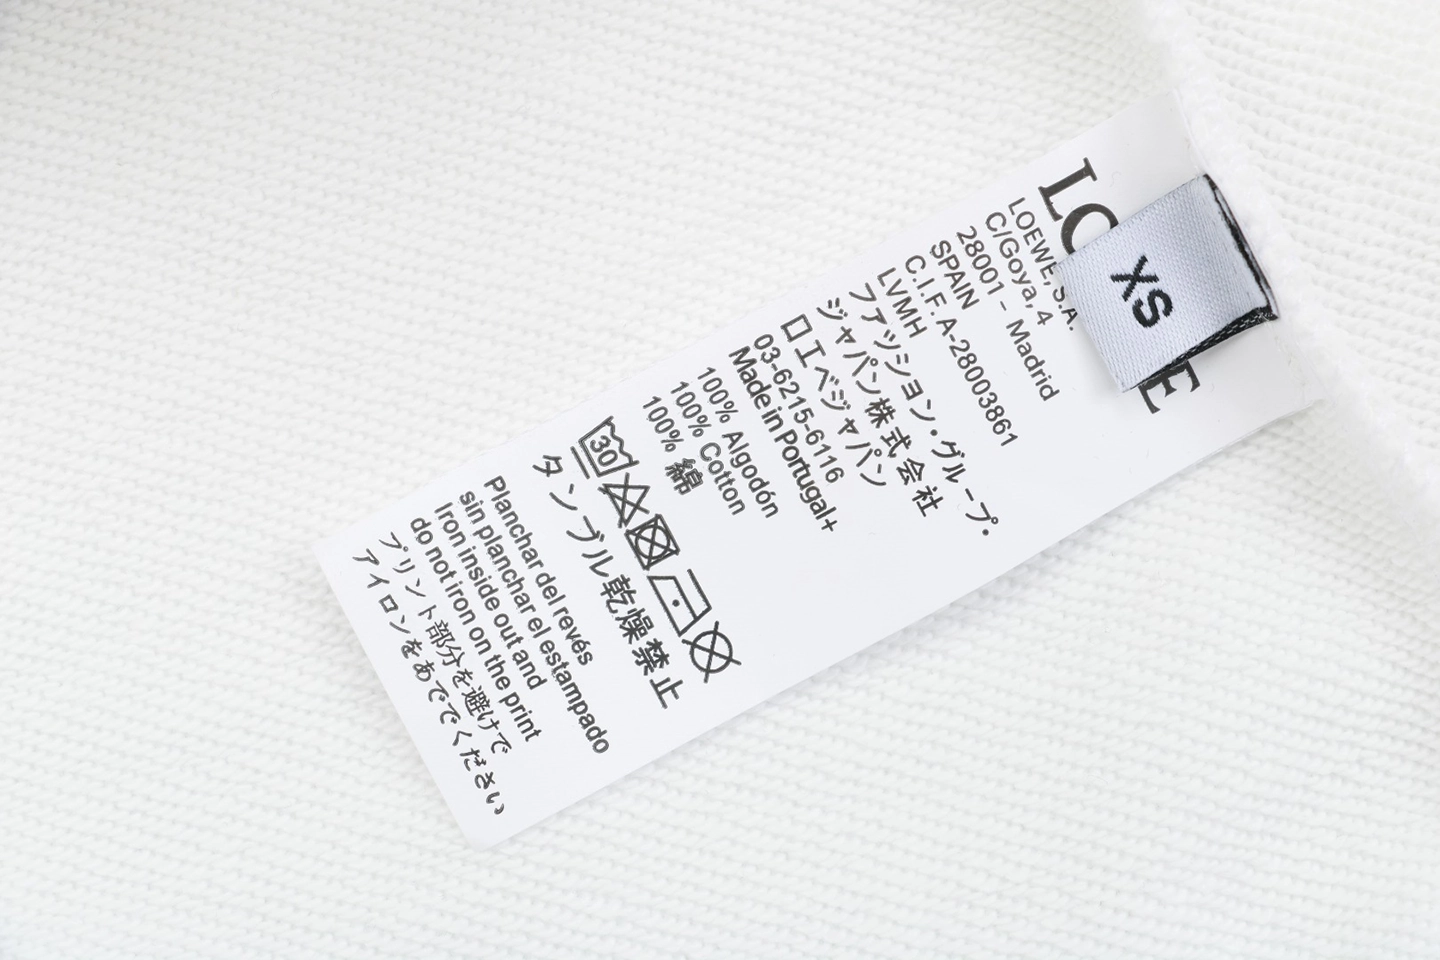 XS
LOEWE, S.A.
C/Goya, 4
28001 - Madrid
SPAIN
C.I.F. A-28003861
LVMH
ファッション・グループ・
ジャパン株式会社
ロエベジャパン
03-6215-6116
Made in Portugal+
100% Algodón
100% Cotton
100% 綿
30
タンブル乾燥禁止
Planchar del revés
sin planchar el estampado
Iron inside out and
do not iron on the print
プリント部分を避けて
アイロンをあででください